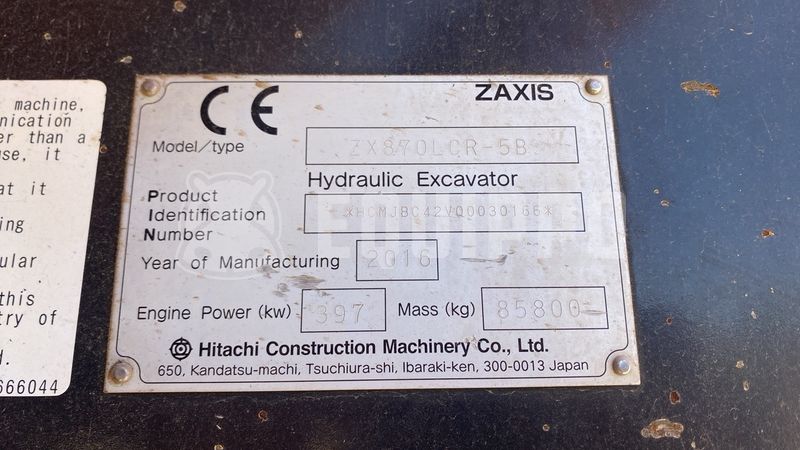 machine,
er than a
use, it
at it
ing
ular
this
try of
d.
666044
CE
ZAXIS
Model/type ZX870LCR-5B
Hydraulic Excavator
Product
Identification
Number
*HCMJBC42V00030166*
Year of Manufacturing 2016
Engine Power (kw) 397 Mass (kg) 85800
Hitachi Construction Machinery Co., Ltd.
650, Kandatsu-machi, Tsuchiura-shi, Ibaraki-ken, 300-0013 Japan